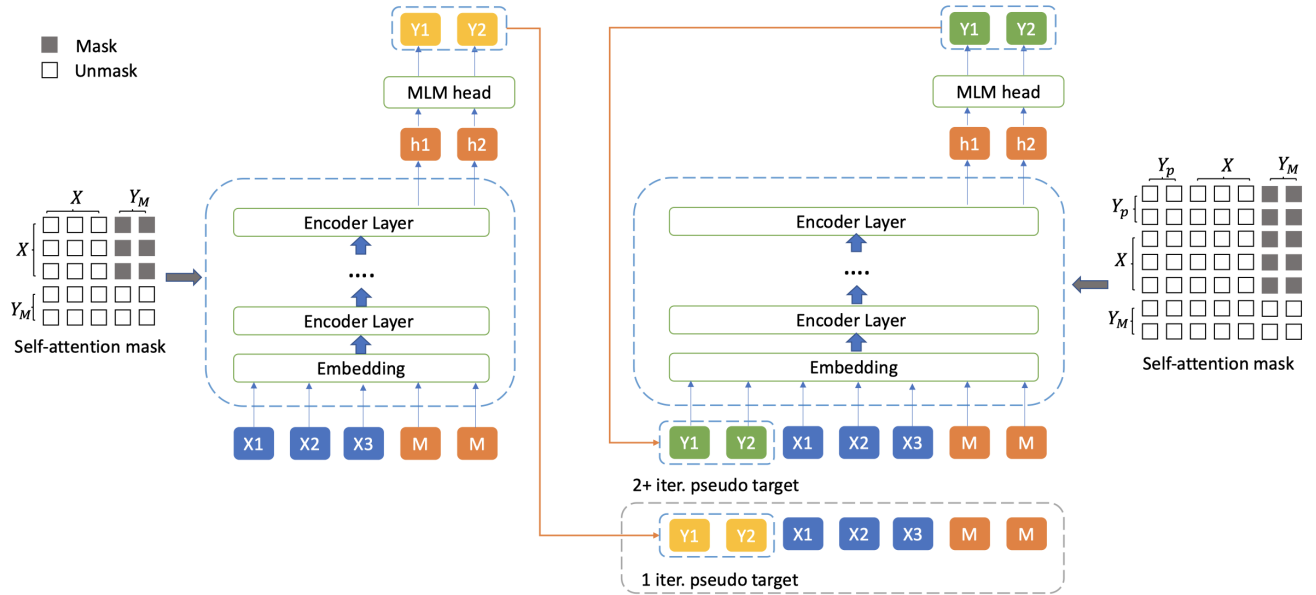 Mask
Unmask
Y1 Y2
MLM head
h1 h2
X Y_M
X
Y_M
Self-attention mask
Encoder Layer
....
Encoder Layer
Embedding
X1 X2 X3 M M
Y1 Y2
MLM head
h1 h2
Encoder Layer
....
Encoder Layer
Embedding
Y1 Y2 X1 X2 X3 M M
2+ iter. pseudo target
Y1 Y2 X1 X2 X3 M M
1 iter. pseudo target
Y_p X Y_M
Y_p
X
Y_M
Self-attention mask